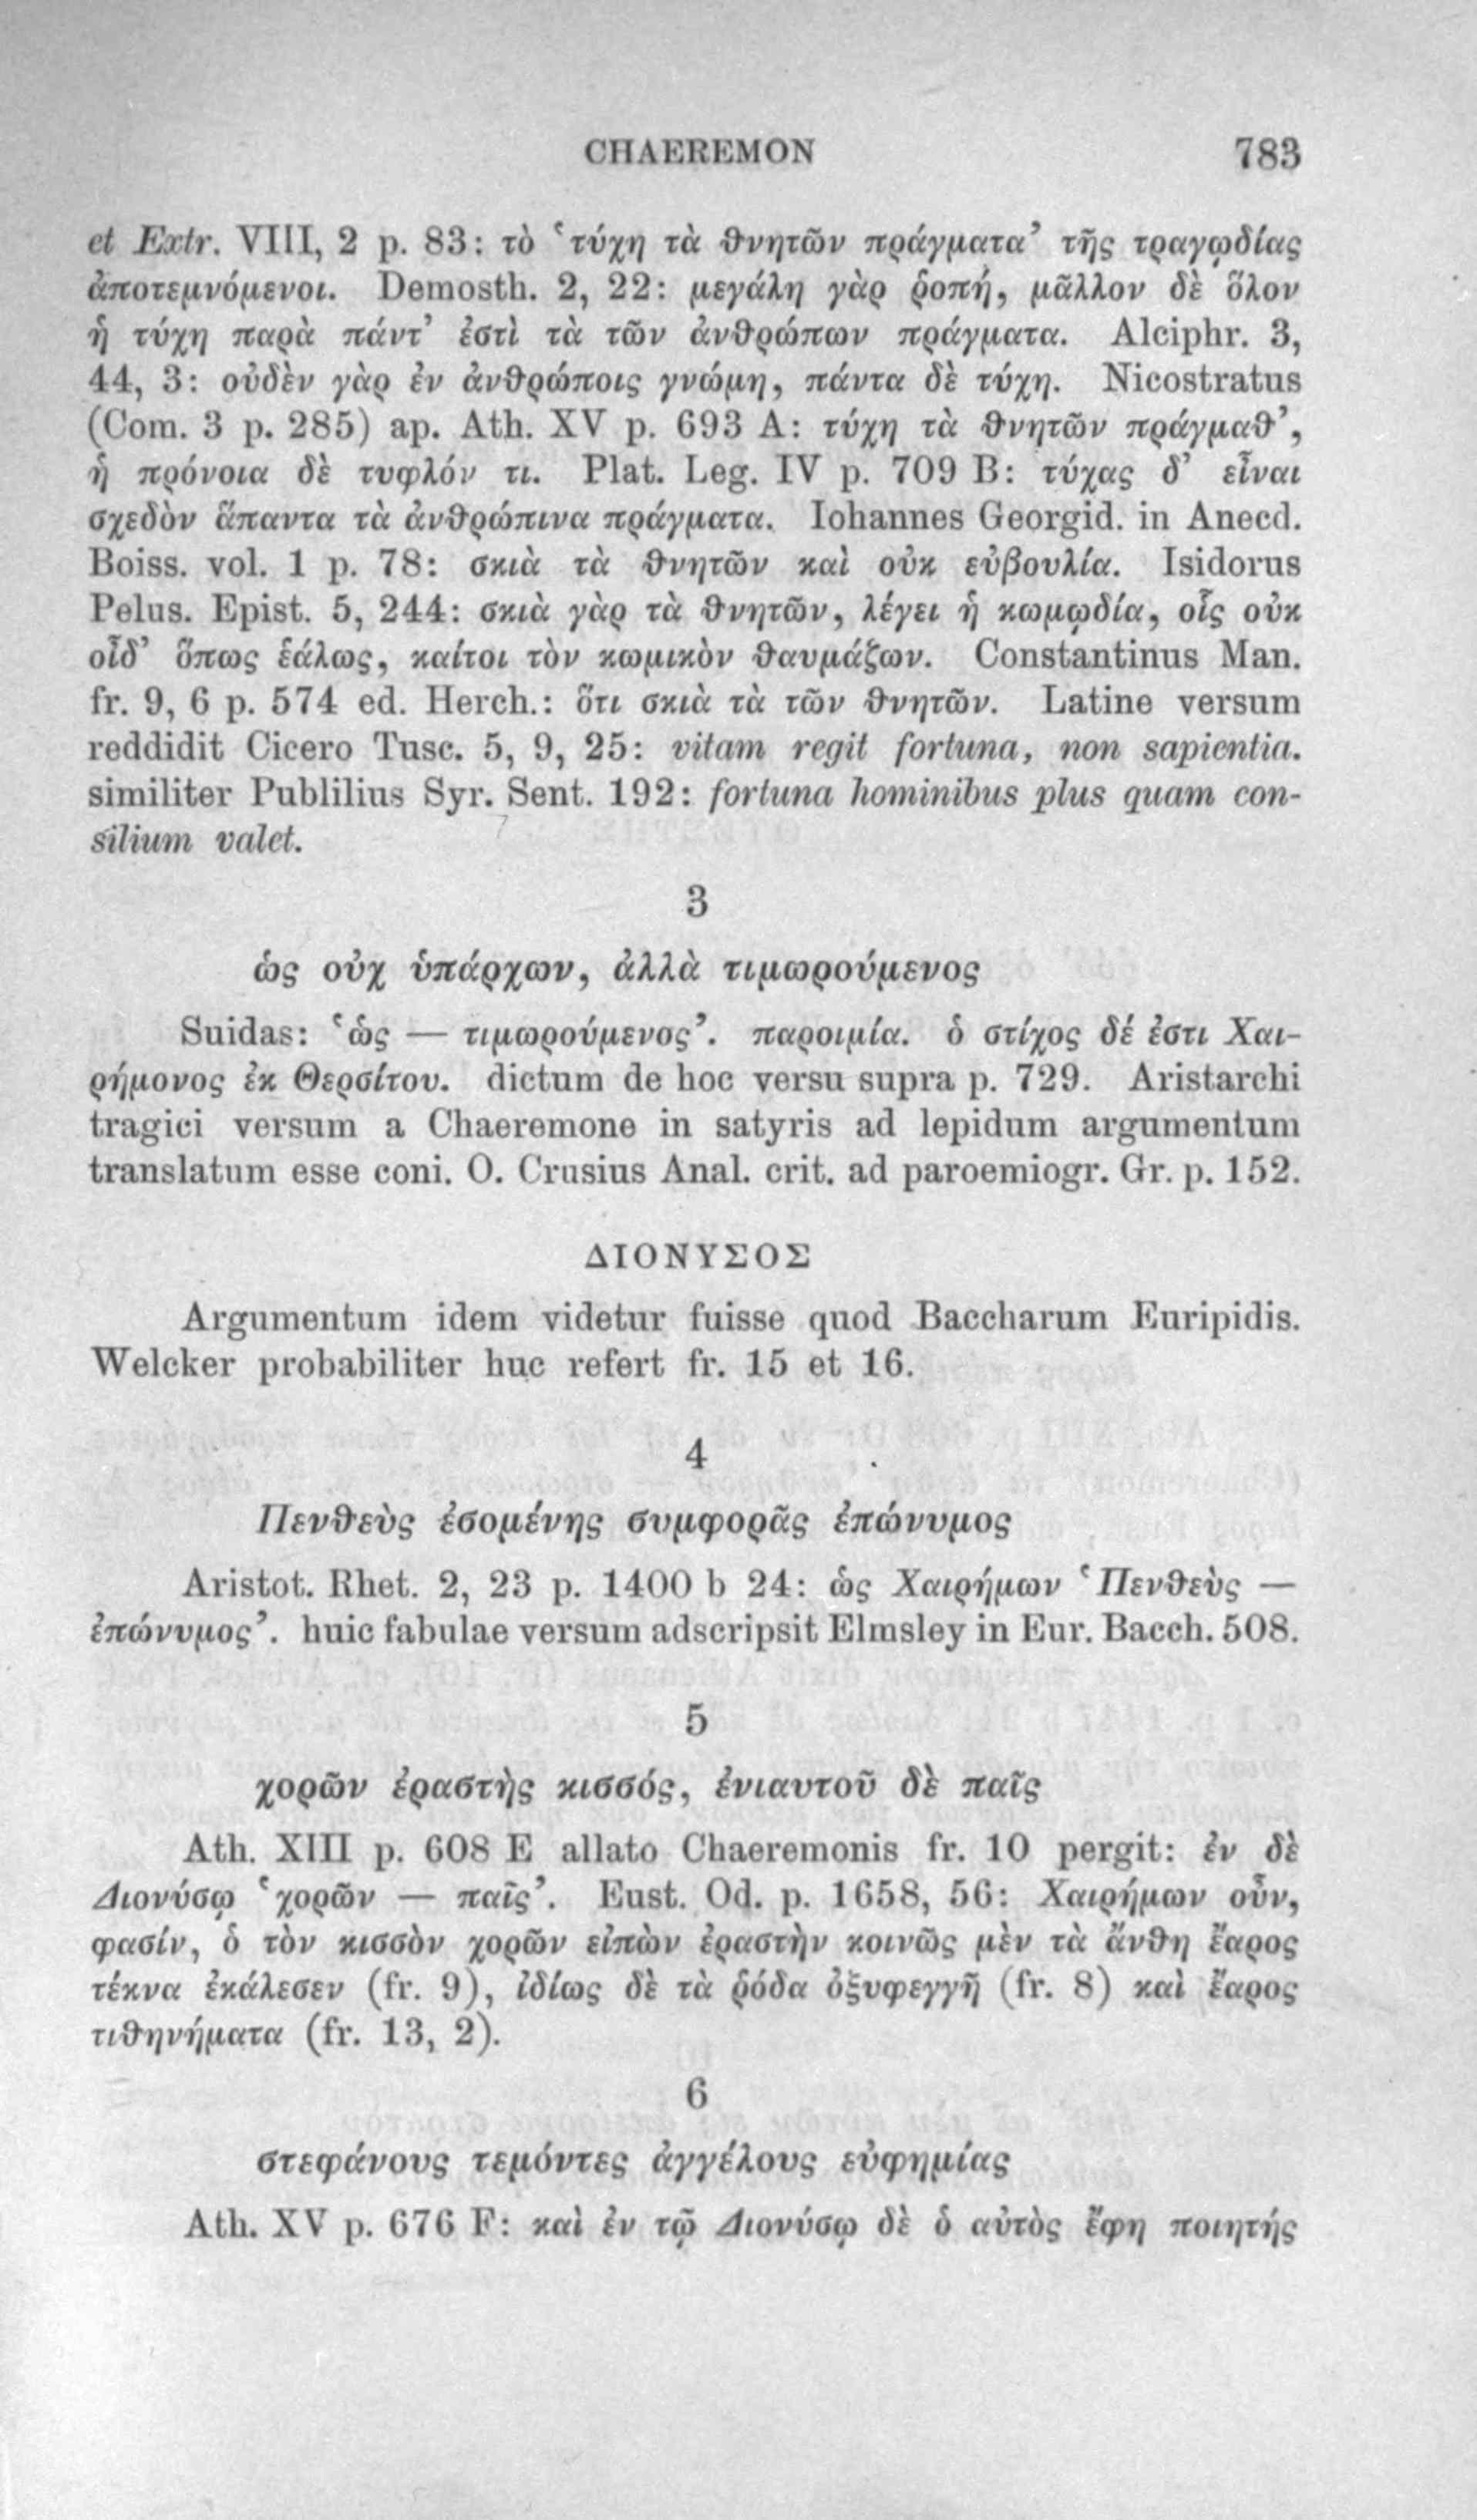 CHAEREMON 783
et Extr. VIII, 2 p. 83: τὸ ‘τύχη τὰ θνητῶν πράγματα’ τῆς τραγῳδίας
ἀποτεμνόμενοι. Demosth. 2, 22: μεγάλη γὰρ ῥοπή, μᾶλλον δὲ ὅλον
ἡ τύχη παρὰ πάντ’ ἐστὶ τὰ τῶν ἀνθρώπων πράγματα. Alciphr. 3,
44, 3: οὐδὲν γὰρ ἐν ἀνθρώποις γνώμη, πάντα δὲ τύχη. Nicostratus
(Com. 3 p. 285) ap. Ath. XV p. 693 A: τύχη τὰ θνητῶν πράγμαθ’,
ἡ πρόνοια δὲ τυφλόν τι. Plat. Leg. IV p. 709 B: τύχας δ’ εἶναι
σχεδὸν ἅπαντα τὰ ἀνθρώπινα πράγματα. Iohannes Georgid. in Anecd.
Boiss. vol. 1 p. 78: σκιὰ τὰ θνητῶν καὶ οὐκ εὐβουλία. Isidorus
Pelus. Epist. 5, 244: σκιὰ γὰρ τὰ θνητῶν, λέγει ἡ κωμῳδία, οἷς οὐκ
οἶδ’ ὅπως ἑάλως, καίτοι τὸν κωμικὸν θαυμάζων. Constantinus Man.
fr. 9, 6 p. 574 ed. Herch.: ὅτι σκιὰ τὰ τῶν θνητῶν. Latine versum
reddidit Cicero Tusc. 5, 9, 25: vitam regit fortuna, non sapientia.
similiter Publilius Syr. Sent. 192: fortuna hominibus plus quam con-
silium valet.
3
ὡς οὐχ ὑπάρχων, ἀλλὰ τιμωρούμενος
Suidas: ‘ὡς — τιμωρούμενος’. παροιμία. ὁ στίχος δέ ἐστι Χαι-
ρήμονος ἐκ Θερσίτου. dictum de hoc versu supra p. 729. Aristarchi
tragici versum a Chaeremone in satyris ad lepidum argumentum
translatum esse coni. O. Crusius Anal. crit. ad paroemiogr. Gr. p. 152.
ΔΙΟΝΥΣΟΣ
Argumentum idem videtur fuisse quod Baccharum Euripidis.
Welcker probabiliter huc refert fr. 15 et 16.
4
Πενθεὺς ἐσομένης συμφορᾶς ἐπώνυμος
Aristot. Rhet. 2, 23 p. 1400 b 24: ὡς Χαιρήμων ‘Πενθεὺς —
ἐπώνυμος’. huic fabulae versum adscripsit Elmsley in Eur. Bacch. 508.
5
χορῶν ἐραστὴς κισσός, ἐνιαυτοῦ δὲ παῖς
Ath. XIII p. 608 E allato Chaeremonis fr. 10 pergit: ἐν δὲ
Διονύσῳ ‘χορῶν — παῖς’. Eust. Od. p. 1658, 56: Χαιρήμων οὖν,
φασίν, ὁ τὸν κισσὸν χορῶν εἰπὼν ἐραστὴν κοινῶς μὲν τὰ ἄνθη ἔαρος
τέκνα ἐκάλεσεν (fr. 9), ἰδίως δὲ τὰ ῥόδα ὀξυφεγγῆ (fr. 8) καὶ ἔαρος
τιθηνήματα (fr. 13, 2).
6
στεφάνους τεμόντες ἀγγέλους εὐφημίας
Ath. XV p. 676 F: καὶ ἐν τῷ Διονύσῳ δὲ ὁ αὐτὸς ἔφη ποιητής